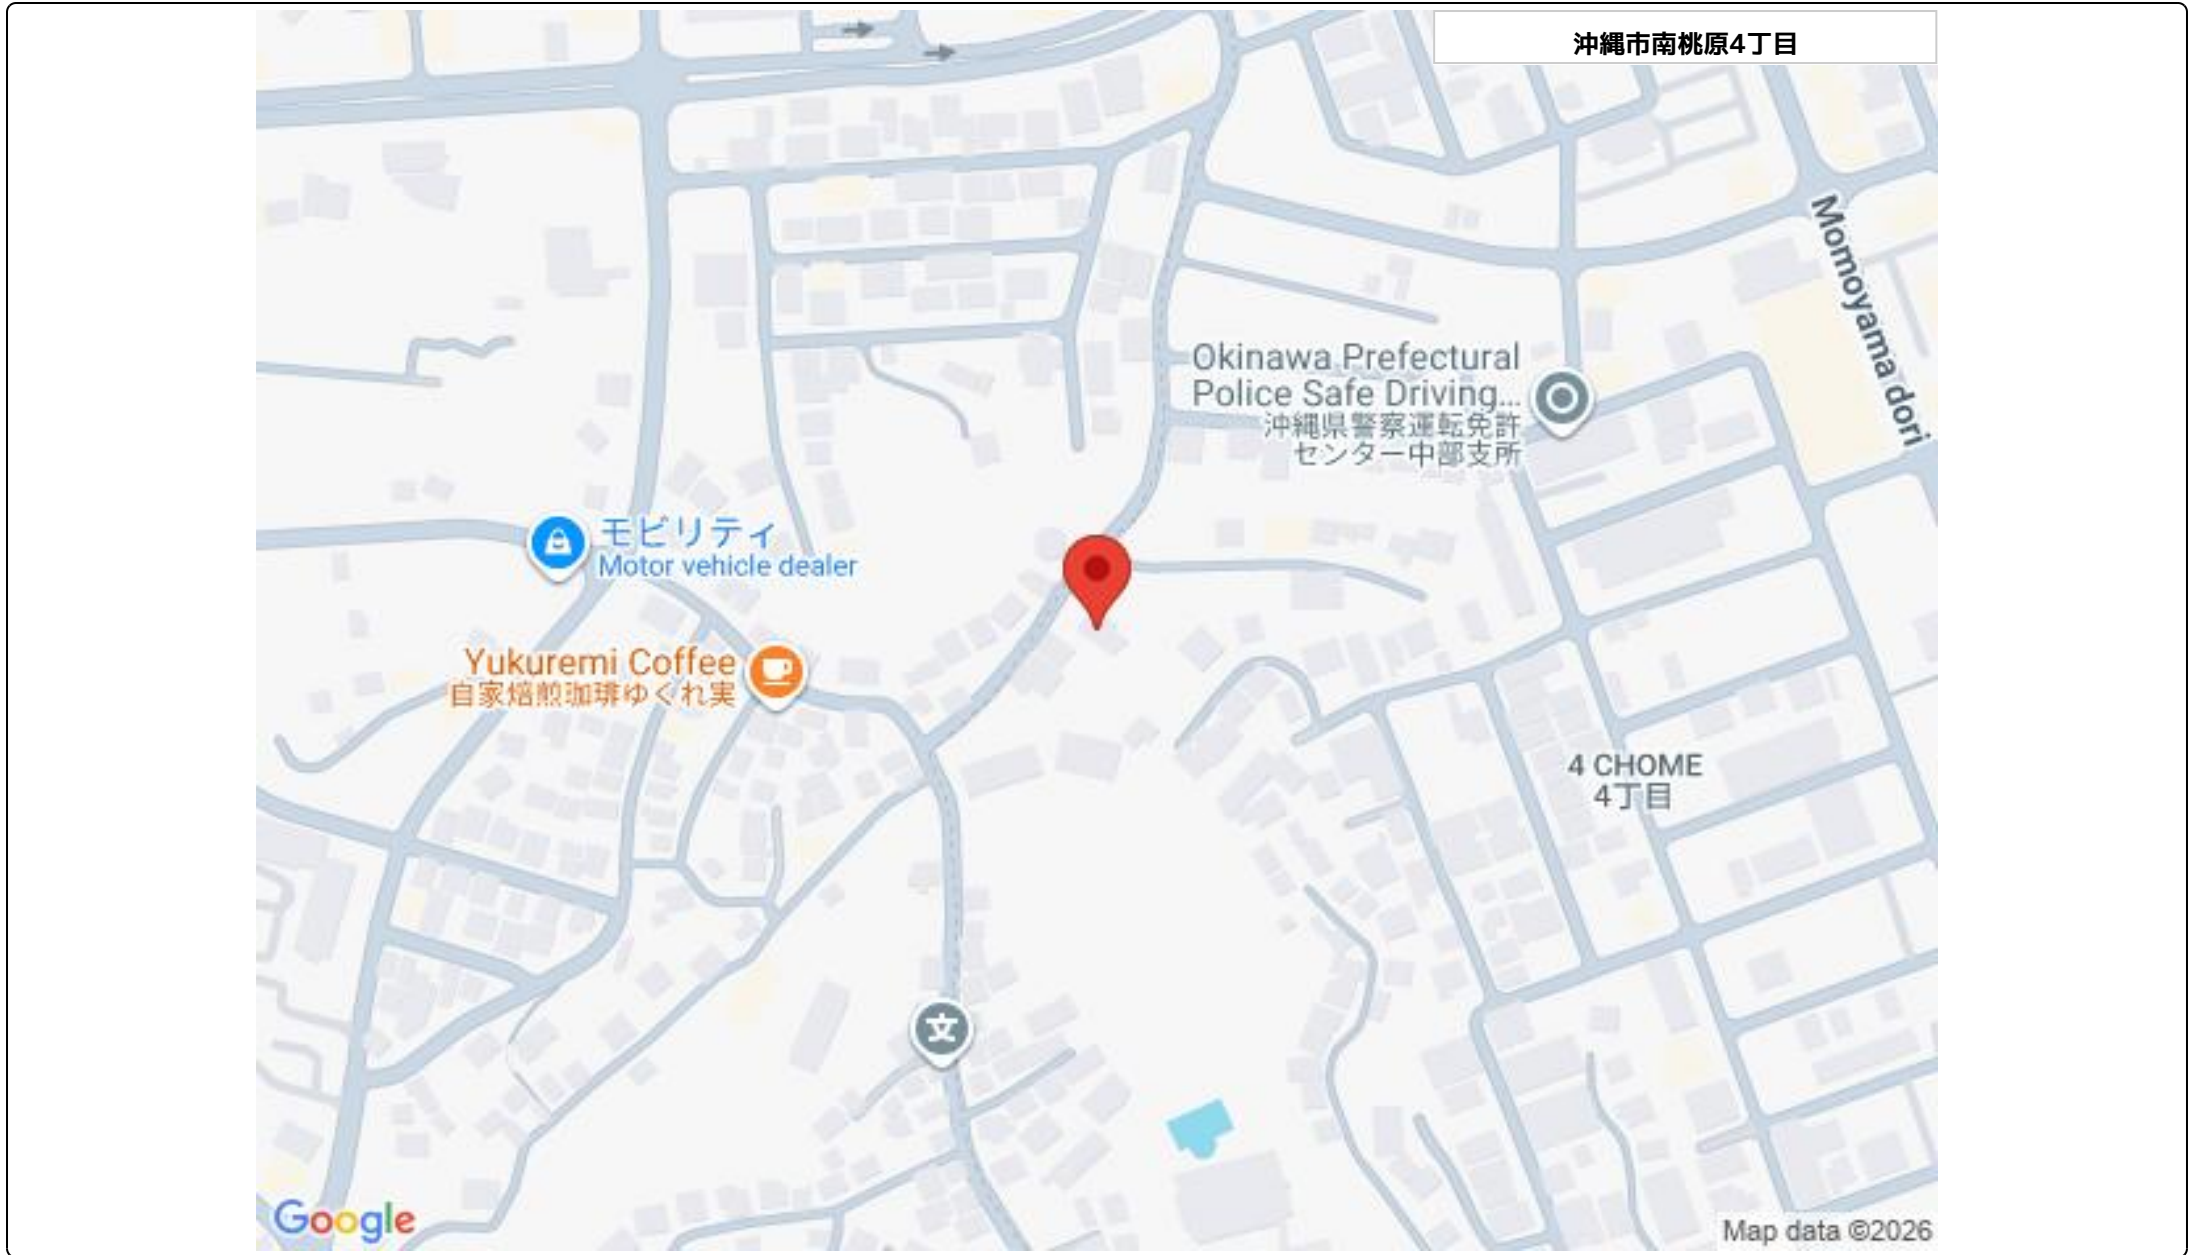 沖縄市南桃原4丁目
Momoyama dori
Okinawa Prefectural
Police Safe Driving...
沖縄県警察運転免許
センター中部支所
モビリティ
Motor vehicle dealer
Yukuremi Coffee
自家焙煎珈琲ゆくれ実
4 CHOME
4丁目
文
Google
Map data ©2026